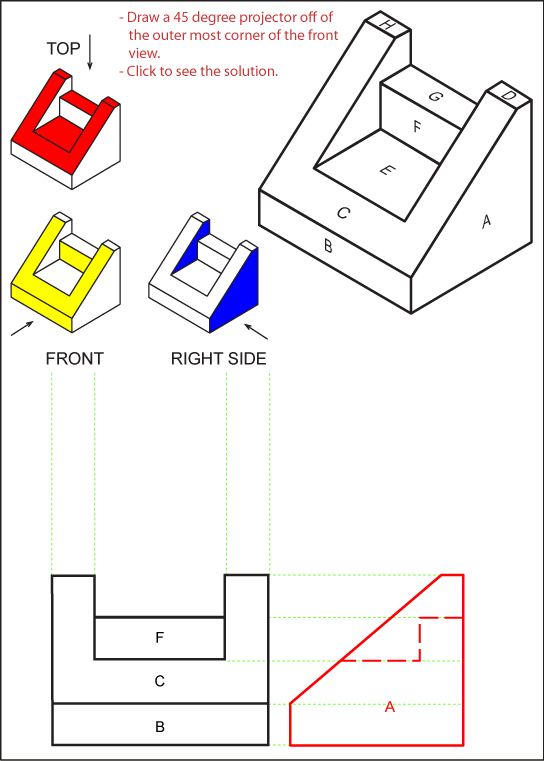 - Draw a 45 degree projector off of
the outer most corner of the front
view.
- Click to see the solution.
TOP
H
D
G
F
E
C
A
B
FRONT
RIGHT SIDE
F
C
A
B